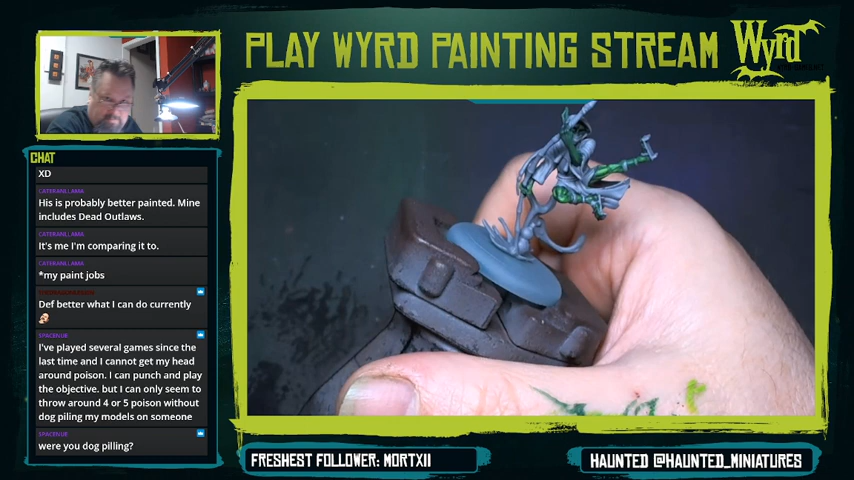 PLAY WYRD PAINTING STREAM
Wyrd
CHAT
XD
CATERANLLAMA
His is probably better painted. Mine
includes Dead Outlaws.
CATERANLLAMA
It's me I'm comparing it to.
CATERANLLAMA
*my paint jobs
Def better what I can do currently
SPACENUB
I've played several games since the
last time and I cannot get my head
around poison. I can punch and play
the objective. but I can only seem to
throw around 4 or 5 poison without
dog piling my models on someone
SPACENUB
were you dog pilling?
FRESHEST FOLLOWER: MORTXII
HAUNTED @HAUNTED_MINIATURES